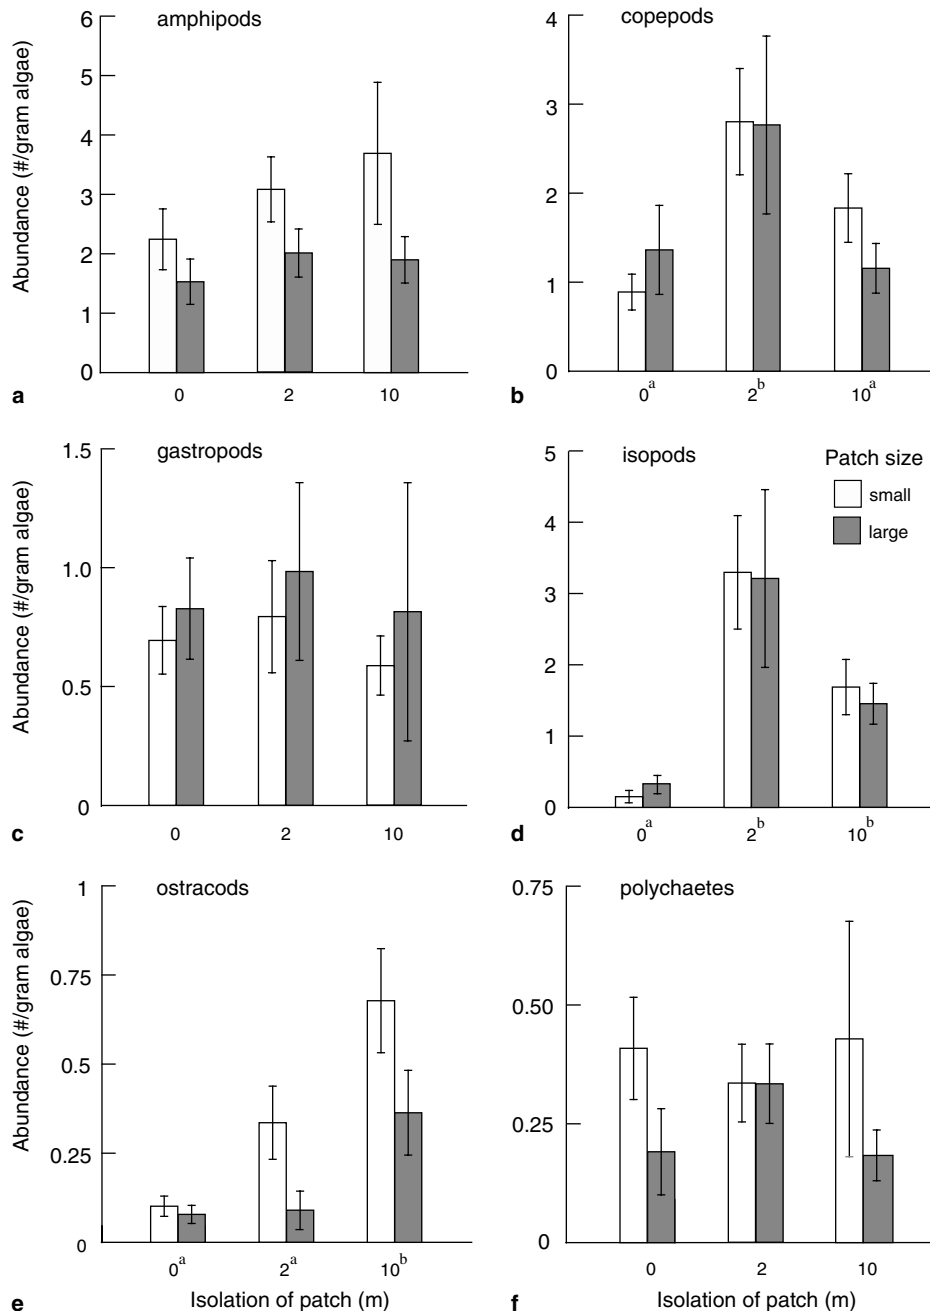 amphipods
Abundance (#/gram algae)
6
5
4
3
2
1
0
0 2 10
a
copepods
4
3
2
1
0
0a 2b 10a
b
gastropods
Abundance (#/gram algae)
1.5
1.0
0.5
0
0 2 10
c
isopods
Patch size
small
large
5
4
3
2
1
0
0a 2b 10b
d
ostracods
Abundance (#/gram algae)
1
0.75
0.5
0.25
0
0a 2a 10b
Isolation of patch (m)
e
polychaetes
0.75
0.50
0.25
0
0 2 10
Isolation of patch (m)
f